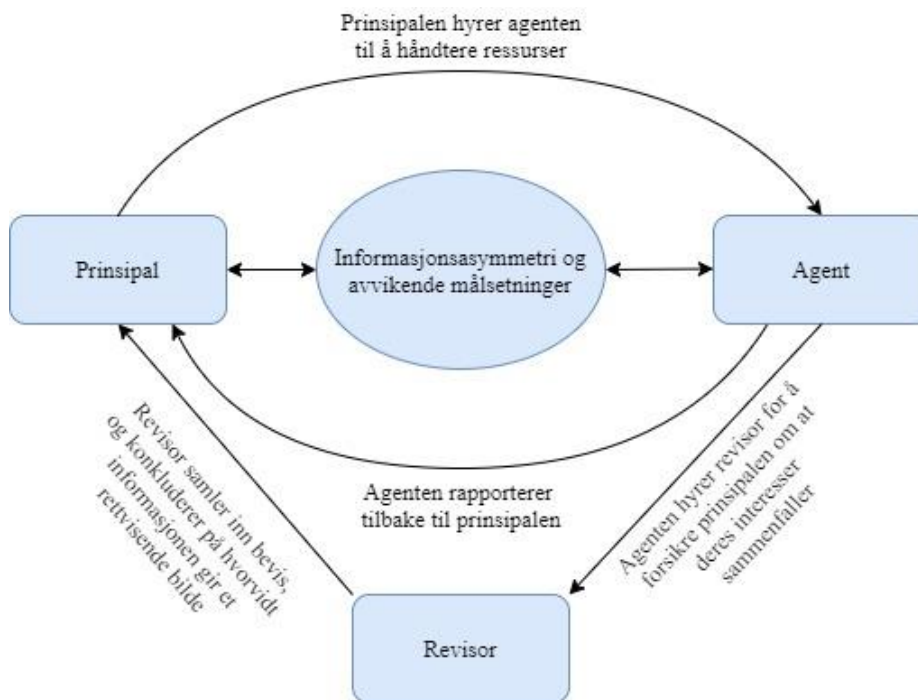 Prinsipalen hyrer agenten
til å håndtere ressurser
Prinsipal
Informasjonsasymmetri og
avvikende målsetninger
Agent
Revisor samler inn bevis,
og konkluderer på hvorvidt
informasjonen gir et
rettvisende bilde
Agenten rapporterer
tilbake til prinsipalen
Agenten hyrer revisor for å
forsikre prinsipalen om at
deres interesser
sammenfaller
Revisor